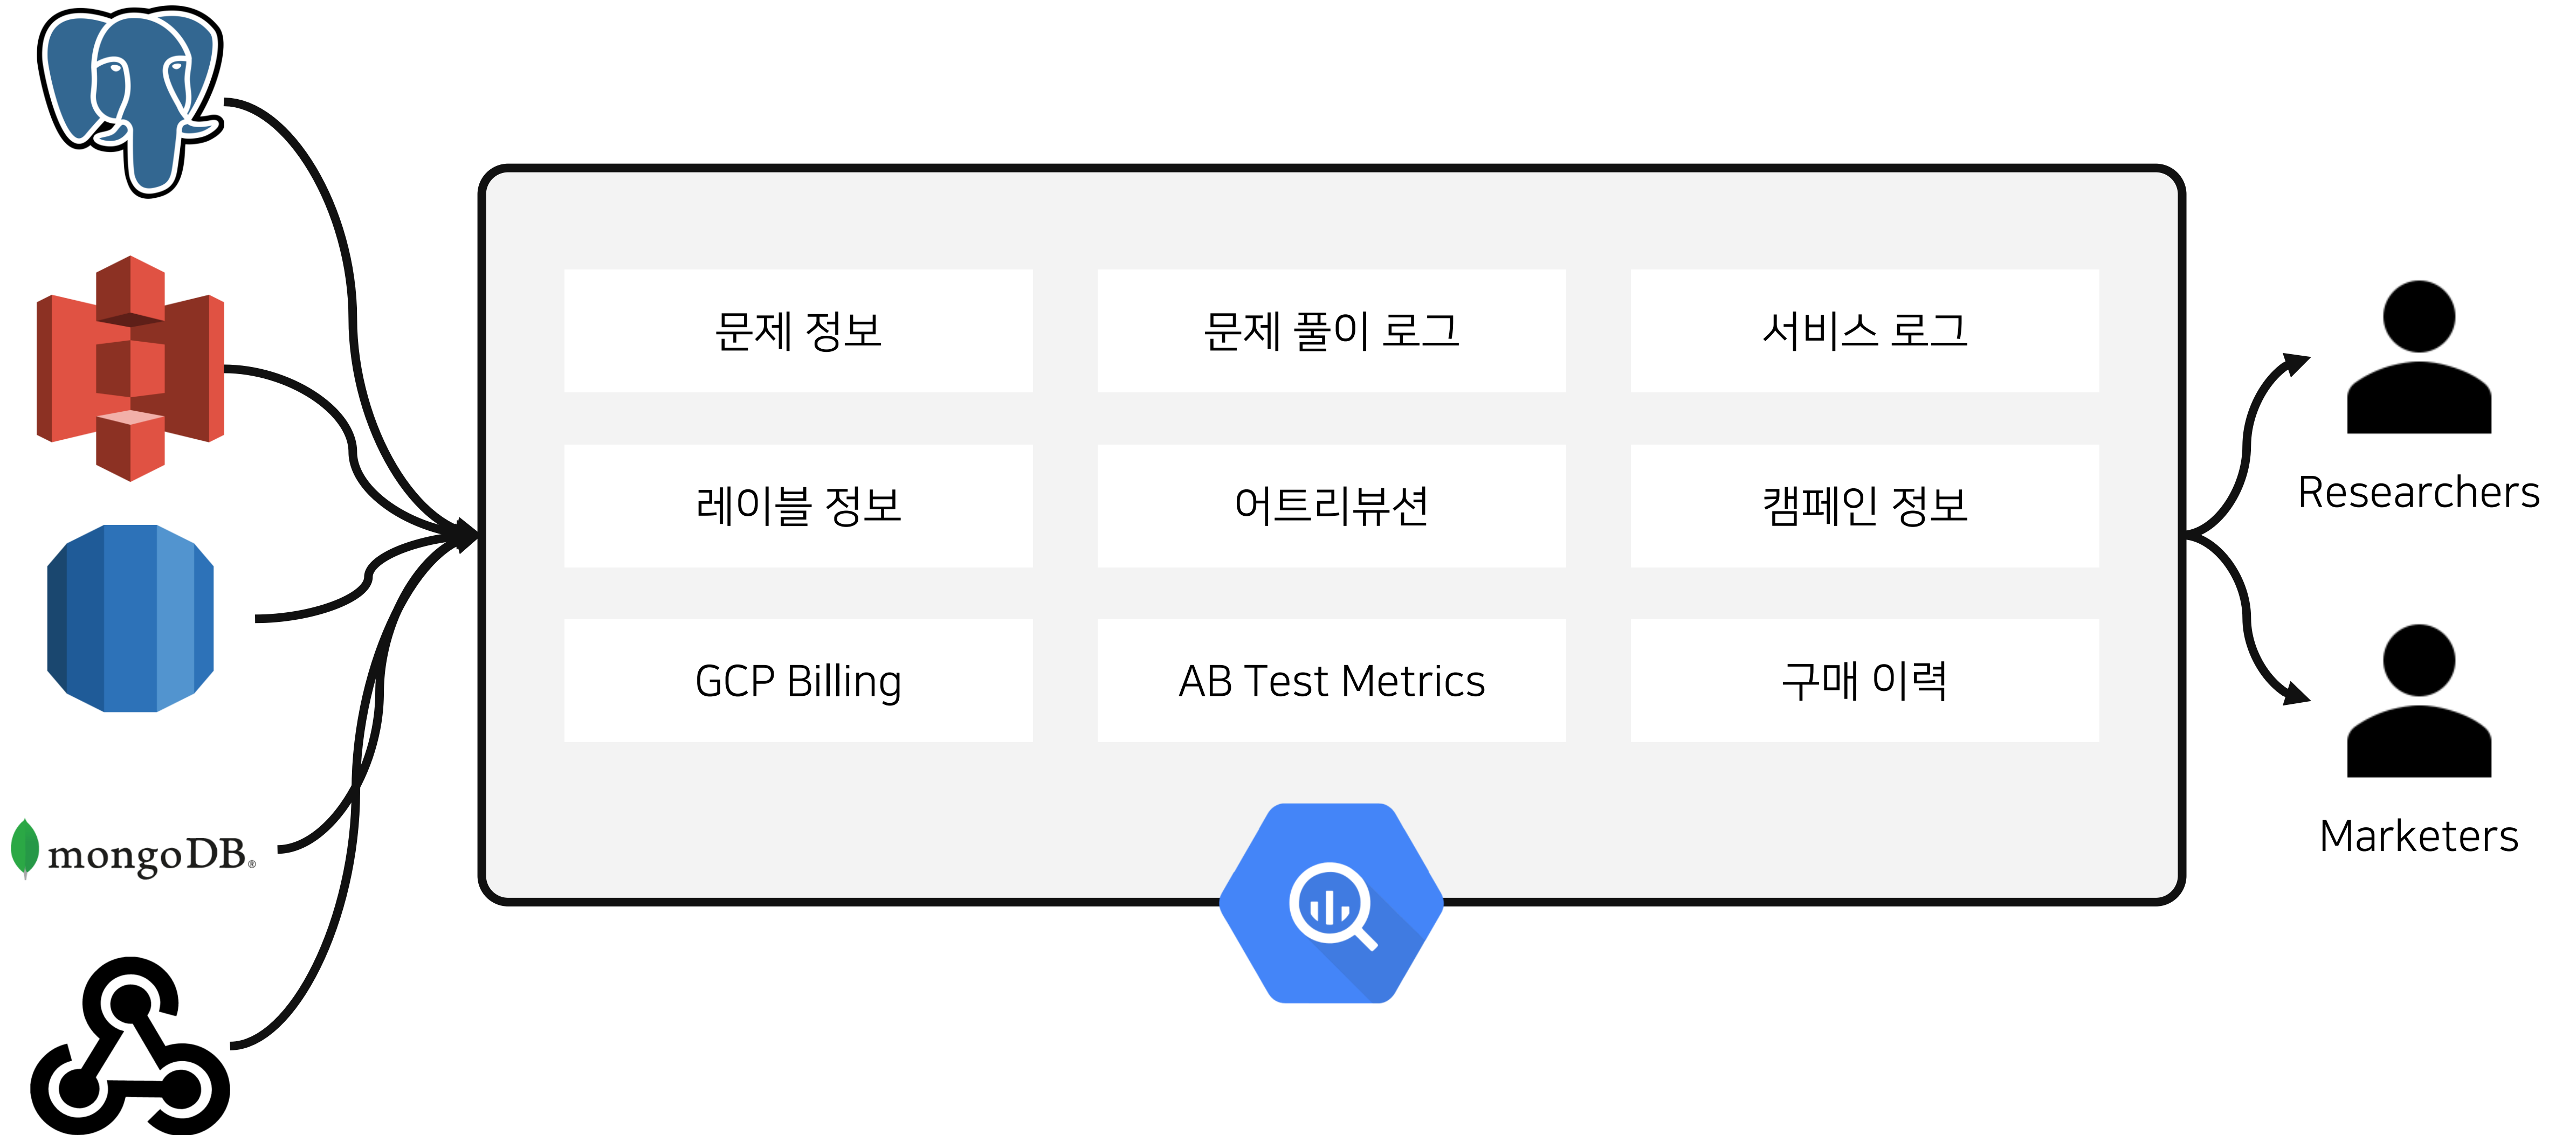 문제 정보
문제 풀이 로그
서비스 로그
레이블 정보
어트리뷰션
캠페인 정보
GCP Billing
AB Test Metrics
구매 이력
mongoDB®
Researchers
Marketers